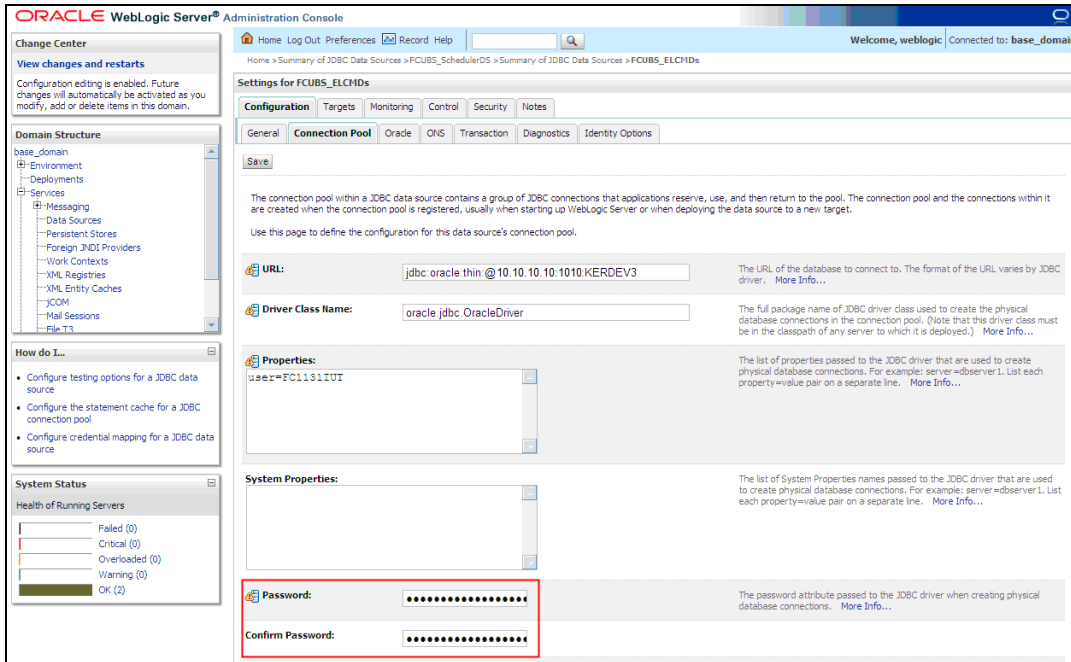 ORACLE WebLogic Server® Administration Console
Change Center
View changes and restarts
Configuration editing is enabled. Future
changes will automatically be activated as you
modify, add or delete items in this domain.
Domain Structure
base_domain
Environment
Deployments
Services
Messaging
Data Sources
Persistent Stores
Foreign JNDI Providers
Work Contexts
XML Registries
XML Entity Caches
jCOM
Mail Sessions
File T3
How do I...
Configure testing options for a JDBC data
source
Configure the statement cache for a JDBC
connection pool
Configure credential mapping for a JDBC data
source
System Status
Health of Running Servers
Failed (0)
Critical (0)
Overloaded (0)
Warning (0)
OK (2)
Home Log Out Preferences Record Help
Welcome, weblogic Connected to: base_domai
Home >Summary of JDBC Data Sources >FCUBS_SchedulerDS >Summary of JDBC Data Sources >FCUBS_ELCMDs
Settings for FCUBS_ELCMDs
Configuration Targets Monitoring Control Security Notes
General Connection Pool Oracle ONS Transaction Diagnostics Identity Options
Save
The connection pool within a JDBC data source contains a group of JDBC connections that applications reserve, use, and then return to the pool. The connection pool and the connections within it
are created when the connection pool is registered, usually when starting up WebLogic Server or when deploying the data source to a new target.
Use this page to define the configuration for this data source's connection pool.
URL:
jdbc:oracle:thin:@10.10.10.10:1010:KERDEV3
The URL of the database to connect to. The format of the URL varies by JDBC
driver. More Info...
Driver Class Name:
oracle.jdbc.OracleDriver
The full package name of JDBC driver class used to create the physical
database connections in the connection pool. (Note that this driver class must
be in the classpath of any server to which it is deployed.) More Info...
Properties:
user=FC1131IUT
The list of properties passed to the JDBC driver that are used to create
physical database connections. For example: server=dbserver1. List each
property=value pair on a separate line. More Info...
System Properties:
The list of System Properties names passed to the JDBC driver that are used
to create physical database connections. For example: server=dbserver1. List
each property=value pair on a separate line. More Info...
Password:
The password attribute passed to the JDBC driver when creating physical
database connections. More Info...
Confirm Password: